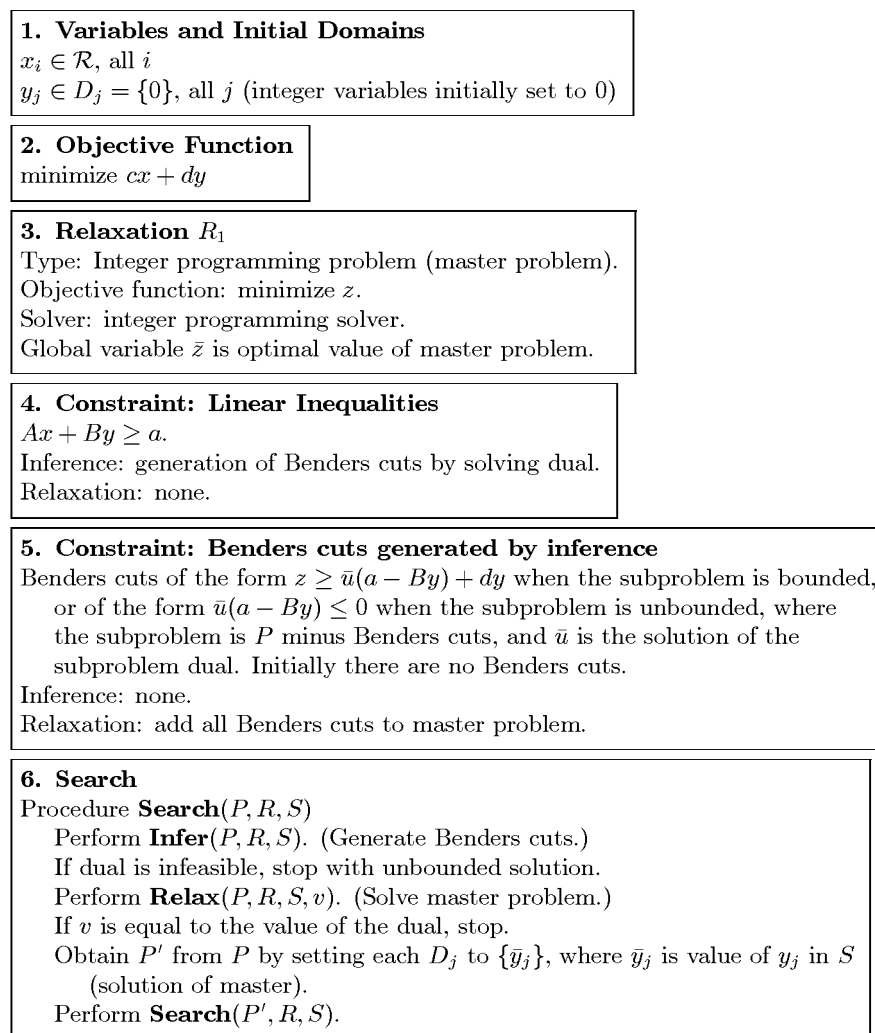 1. Variables and Initial Domains
x_i ∈ ℛ, all i
y_j ∈ D_j = {0}, all j (integer variables initially set to 0)
2. Objective Function
minimize cx + dy
3. Relaxation R_1
Type: Integer programming problem (master problem).
Objective function: minimize z.
Solver: integer programming solver.
Global variable z̄ is optimal value of master problem.
4. Constraint: Linear Inequalities
Ax + By ≥ a.
Inference: generation of Benders cuts by solving dual.
Relaxation: none.
5. Constraint: Benders cuts generated by inference
Benders cuts of the form z ≥ ū(a − By) + dy when the subproblem is bounded,
or of the form ū(a − By) ≤ 0 when the subproblem is unbounded, where
the subproblem is P minus Benders cuts, and ū is the solution of the
subproblem dual. Initially there are no Benders cuts.
Inference: none.
Relaxation: add all Benders cuts to master problem.
6. Search
Procedure Search(P, R, S)
Perform Infer(P, R, S). (Generate Benders cuts.)
If dual is infeasible, stop with unbounded solution.
Perform Relax(P, R, S, v). (Solve master problem.)
If v is equal to the value of the dual, stop.
Obtain P′ from P by setting each D_j to {ȳ_j}, where ȳ_j is value of y_j in S
(solution of master).
Perform Search(P′, R, S).